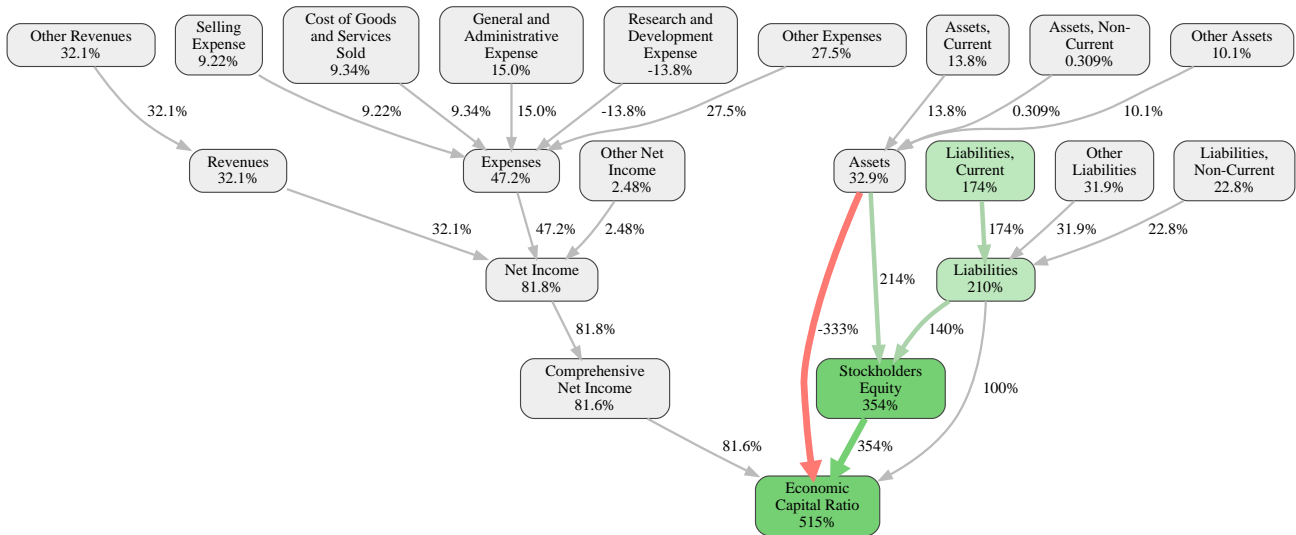 Other Revenues
32.1%
Selling
Expense
9.22%
Cost of Goods
and Services
Sold
9.34%
General and
Administrative
Expense
15.0%
Research and
Development
Expense
-13.8%
Other Expenses
27.5%
Assets,
Current
13.8%
Assets, Non-
Current
0.309%
Other Assets
10.1%
32.1%
9.22%
9.34%
15.0%
-13.8%
27.5%
13.8%
0.309%
10.1%
Revenues
32.1%
Expenses
47.2%
Other Net
Income
2.48%
Assets
32.9%
Liabilities,
Current
174%
Other
Liabilities
31.9%
Liabilities,
Non-Current
22.8%
32.1%
47.2%
2.48%
174%
31.9%
22.8%
Net Income
81.8%
214%
Liabilities
210%
81.8%
-333%
140%
Comprehensive
Net Income
81.6%
Stockholders
Equity
354%
100%
81.6%
354%
Economic
Capital Ratio
515%